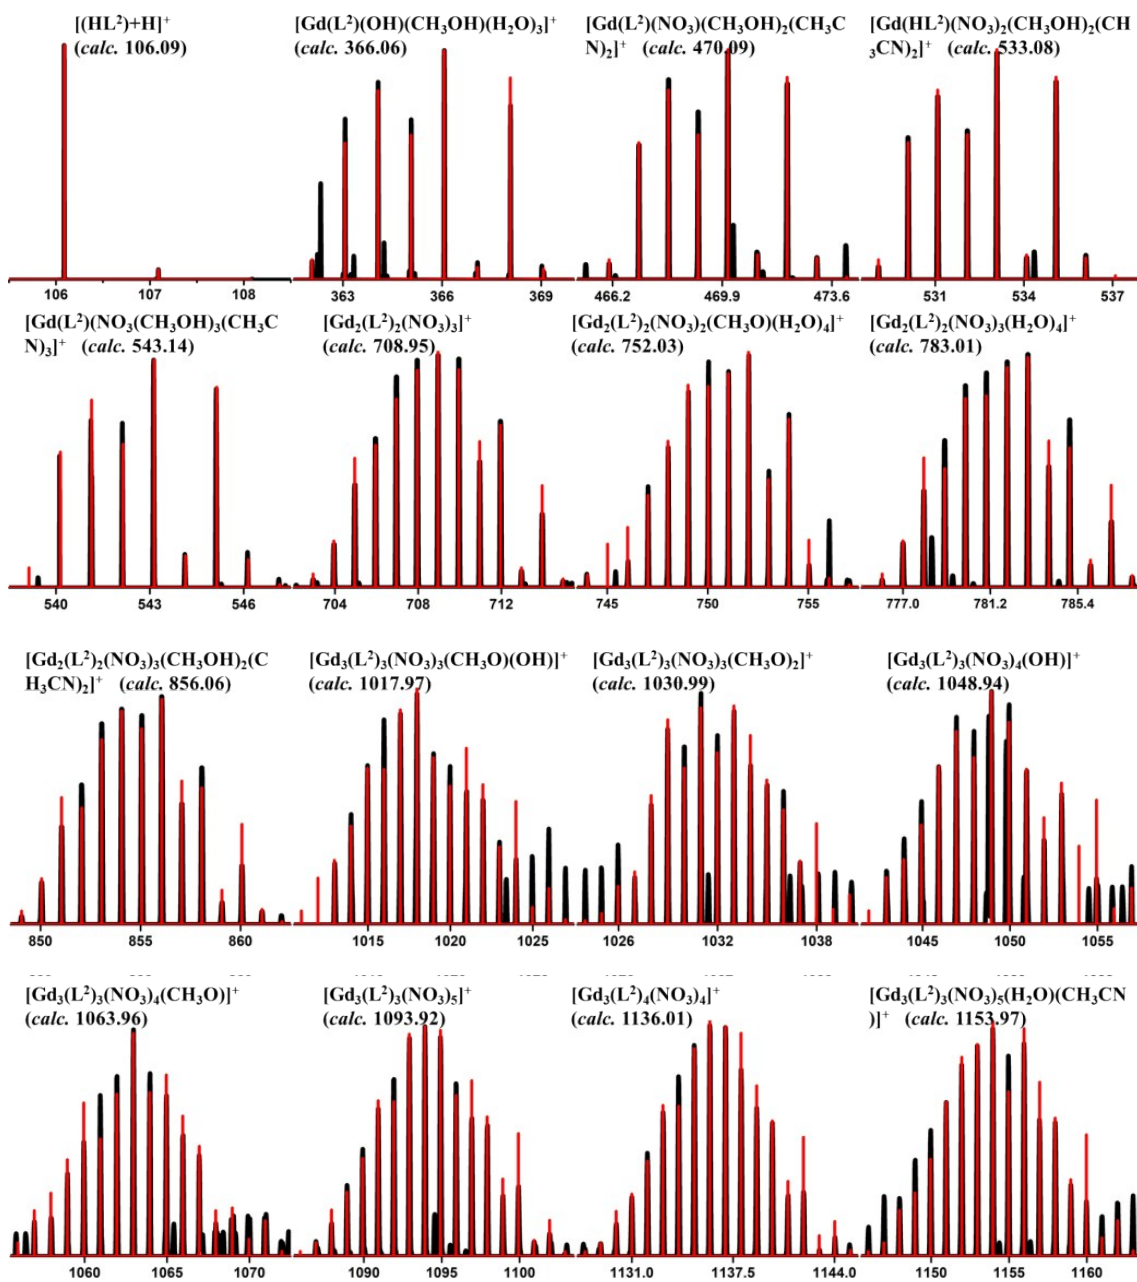 [(HL²)+H]⁺
(calc. 106.09)
[Gd(L²)(OH)(CH₃OH)(H₂O)₃]⁺
(calc. 366.06)
[Gd(L²)(NO₃)(CH₃OH)₂(CH₃C
N)₂]⁺ (calc. 470.09)
[Gd(HL²)(NO₃)₂(CH₃OH)₂(CH
₃CN)₂]⁺ (calc. 533.08)
106 107 108
363 366 369
466.2 469.9 473.6
531 534 537
[Gd(L²)(NO₃(CH₃OH)₃(CH₃C
N)₃]⁺ (calc. 543.14)
[Gd₂(L²)₂(NO₃)₃]⁺
(calc. 708.95)
[Gd₂(L²)₂(NO₃)₂(CH₃O)(H₂O)₄]⁺
(calc. 752.03)
[Gd₂(L²)₂(NO₃)₃(H₂O)₄]⁺
(calc. 783.01)
540 543 546
704 708 712
745 750 755
777.0 781.2 785.4
[Gd₂(L²)₂(NO₃)₃(CH₃OH)₂(C
H₃CN)₂]⁺ (calc. 856.06)
[Gd₃(L²)₃(NO₃)₃(CH₃O)(OH)]⁺
(calc. 1017.97)
[Gd₃(L²)₃(NO₃)₃(CH₃O)₂]⁺
(calc. 1030.99)
[Gd₃(L²)₃(NO₃)₄(OH)]⁺
(calc. 1048.94)
850 855 860
1015 1020 1025
1026 1032 1038
1045 1050 1055
[Gd₃(L²)₃(NO₃)₄(CH₃O)]⁺
(calc. 1063.96)
[Gd₃(L²)₃(NO₃)₅]⁺
(calc. 1093.92)
[Gd₃(L²)₄(NO₃)₄]⁺
(calc. 1136.01)
[Gd₃(L²)₃(NO₃)₅(H₂O)(CH₃CN
)]⁺ (calc. 1153.97)
1060 1065 1070
1090 1095 1100
1131.0 1137.5 1144.0
1150 1155 1160